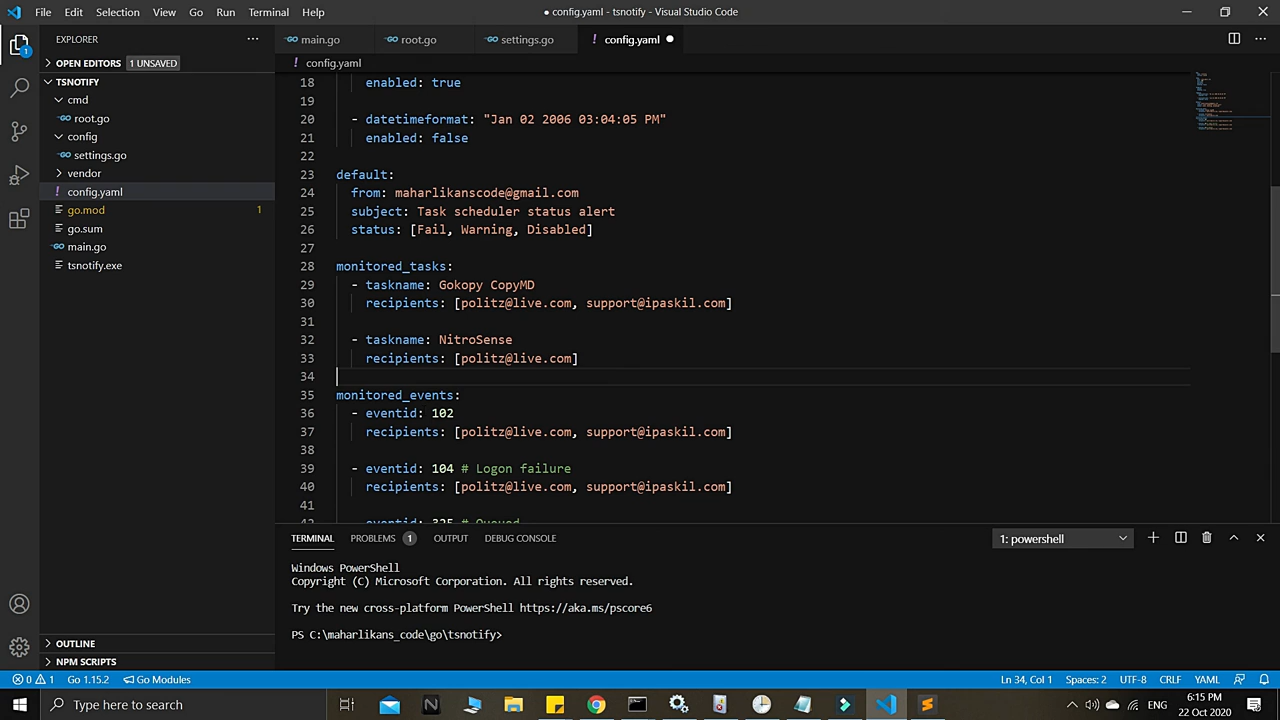 File Edit Selection View Go Run Terminal Help
● config.yaml - tsnotify - Visual Studio Code
EXPLORER
main.go
root.go
settings.go
! config.yaml ●
OPEN EDITORS 1 UNSAVED
TSNOTIFY
cmd
root.go
config
settings.go
vendor
! config.yaml
go.mod 1
go.sum
main.go
tsnotify.exe
OUTLINE
NPM SCRIPTS
1
! config.yaml
18 enabled: true
19
20 - datetimeformat: "Jan 02 2006 03:04:05 PM"
21 enabled: false
22
23 default:
24 from: maharlikanscode@gmail.com
25 subject: Task scheduler status alert
26 status: [Fail, Warning, Disabled]
27
28 monitored_tasks:
29 - taskname: Gokopy CopyMD
30 recipients: [politz@live.com, support@ipaskil.com]
31
32 - taskname: NitroSense
33 recipients: [politz@live.com]
34
35 monitored_events:
36 - eventid: 102
37 recipients: [politz@live.com, support@ipaskil.com]
38
39 - eventid: 104 # Logon failure
40 recipients: [politz@live.com, support@ipaskil.com]
41
42 - eventid: 325 # Queued
TERMINAL PROBLEMS 1 OUTPUT DEBUG CONSOLE
1: powershell
Windows PowerShell
Copyright (C) Microsoft Corporation. All rights reserved.
Try the new cross-platform PowerShell https://aka.ms/pscore6
PS C:\maharlikans_code\go\tsnotify>
0 1 Go 1.15.2 Go Modules
Ln 34, Col 1 Spaces: 2 UTF-8 CRLF YAML
Type here to search
ENG
6:15 PM
22 Oct 2020